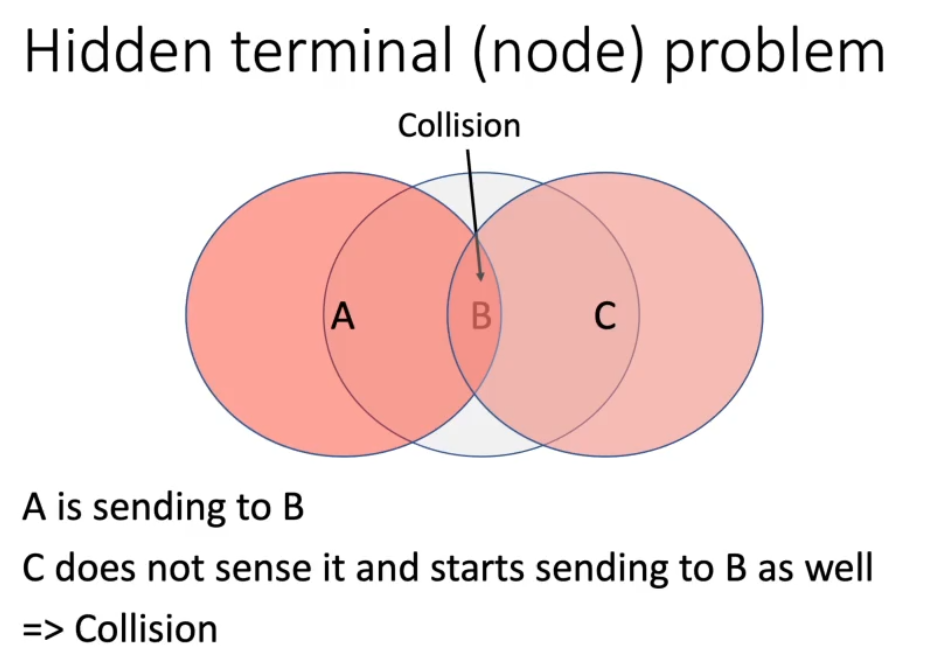 Hidden terminal (node) problem
Collision
A B C
A is sending to B
C does not sense it and starts sending to B as well
=> Collision